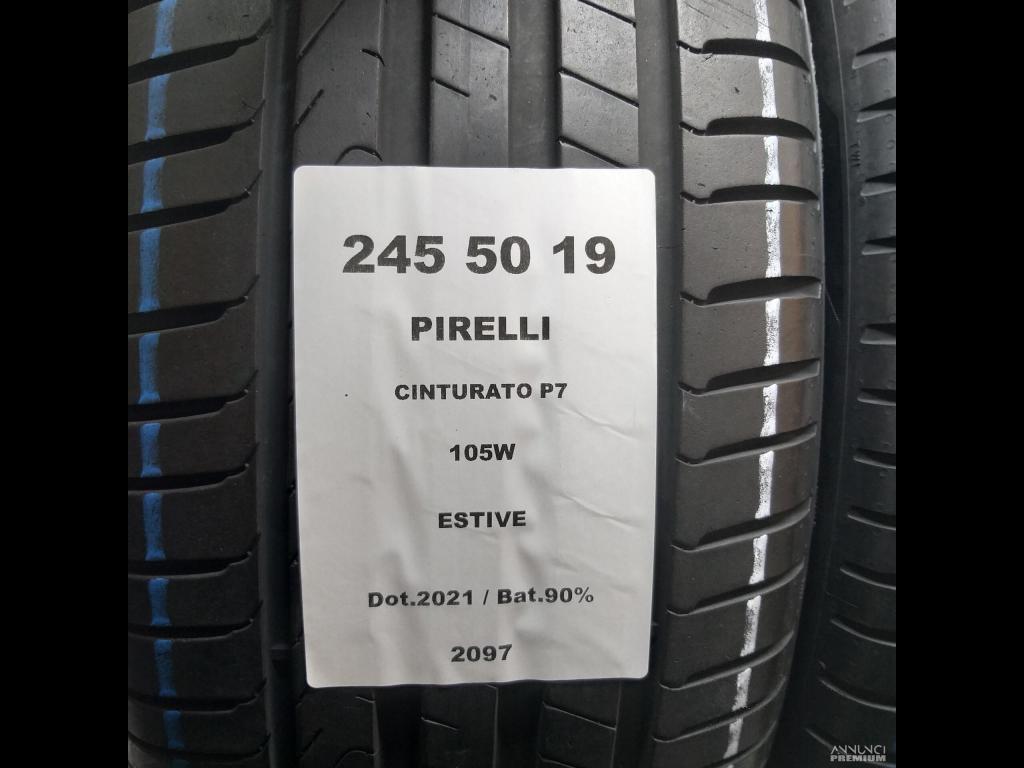 245 50 19
PIRELLI
CINTURATO P7
105W
ESTIVE
Dot.2021 / Bat.90%
2097
ANNUNCI
PREMIUM